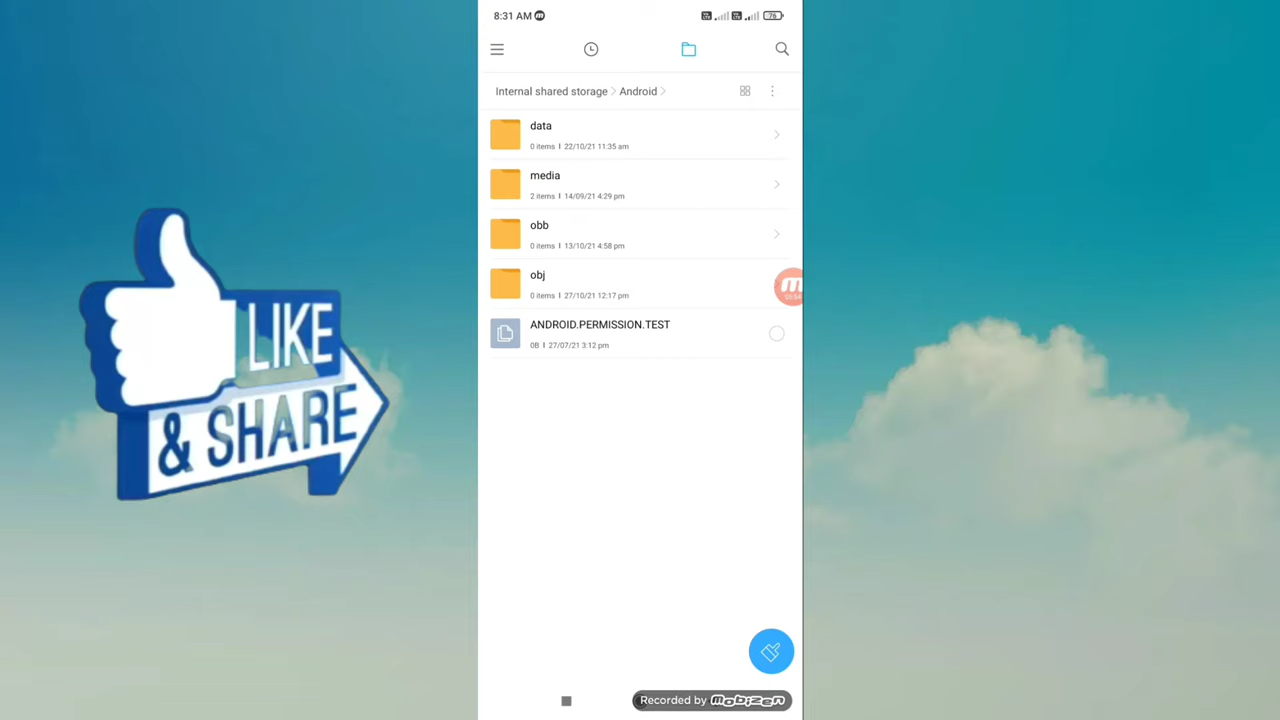 8:31 AM
76
Internal shared storage > Android >
data
0 items | 22/10/21 11:35 am
media
2 items | 14/09/21 4:29 pm
obb
0 items | 13/10/21 4:58 pm
obj
0 items | 27/10/21 12:17 pm
ANDROID.PERMISSION.TEST
0B | 27/07/21 3:12 pm
LIKE
& SHARE
Recorded by mobizen